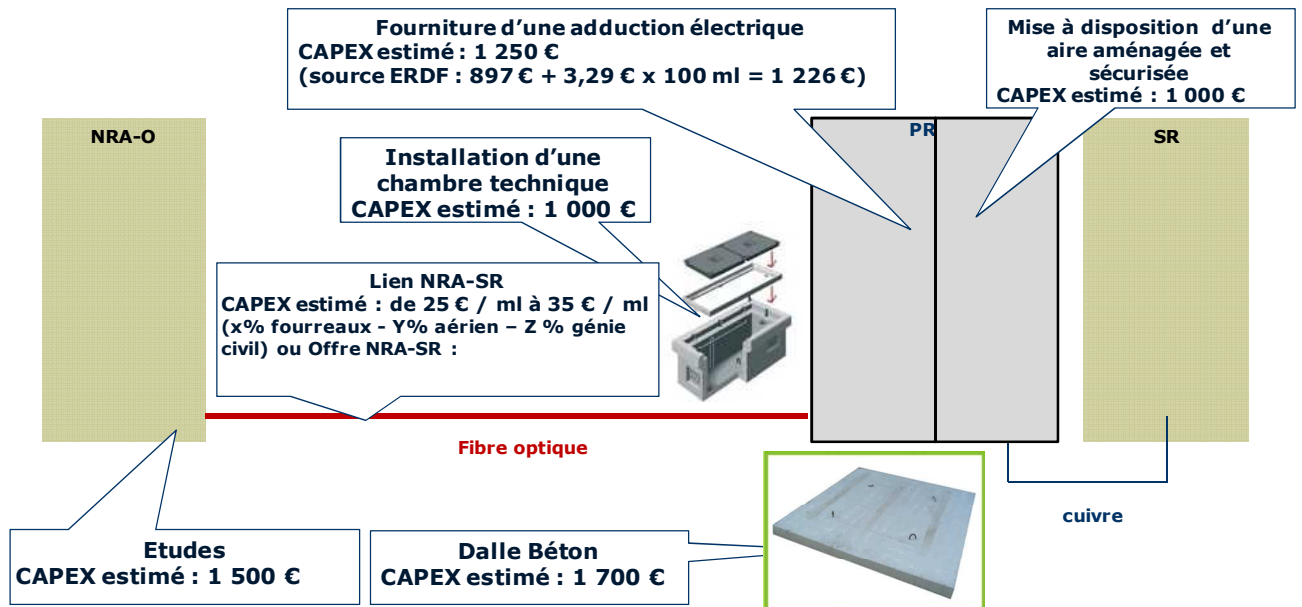 Fourniture d’une adduction électrique
CAPEX estimé : 1 250 €
(source ERDF : 897 € + 3,29 € x 100 ml = 1 226 €)
Mise à disposition d’une
aire aménagée et
sécurisée
CAPEX estimé : 1 000 €
NRA-O
PR
SR
Installation d’une
chambre technique
CAPEX estimé : 1 000 €
Lien NRA-SR
CAPEX estimé : de 25 € / ml à 35 € / ml
(x% fourreaux - Y% aérien – Z % génie
civil) ou Offre NRA-SR :
Fibre optique
cuivre
Etudes
CAPEX estimé : 1 500 €
Dalle Béton
CAPEX estimé : 1 700 €